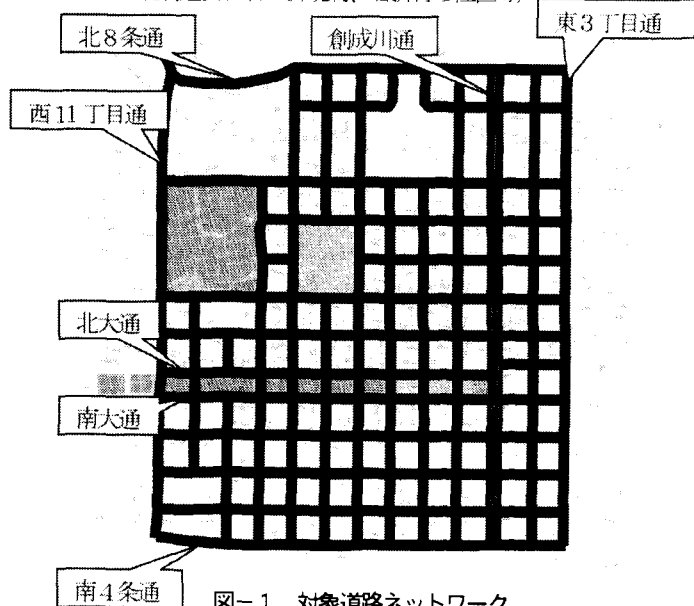 北8条通
創成川通
東3丁目通
西11丁目通
北大通
南大通
南4条通
図-1 対象道路ネットワーク